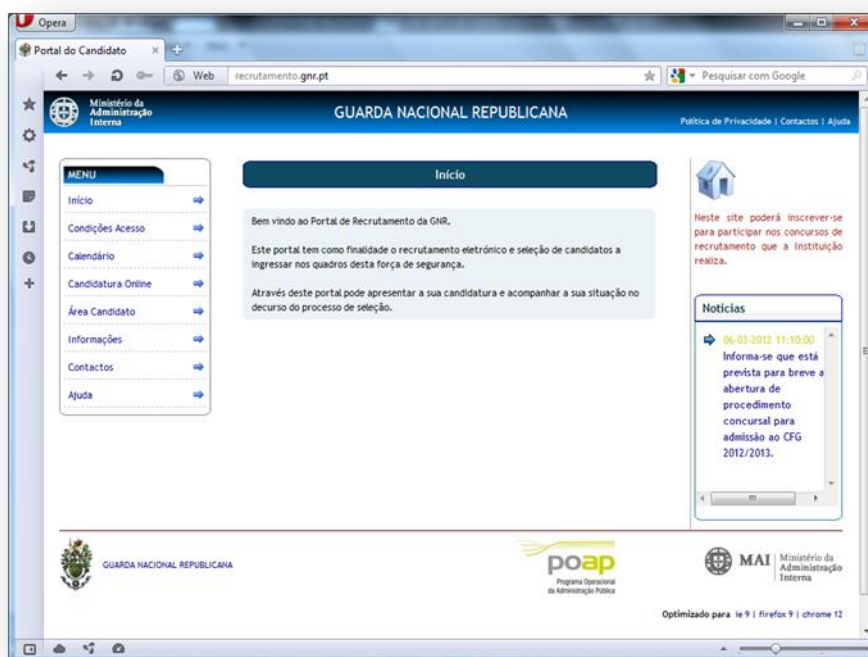 Opera
Portal do Candidato
Web
recrutamento.gnr.pt
Pesquisar com Google
Ministério da
Administração
Interna
GUARDA NACIONAL REPUBLICANA
Política de Privacidade | Contactos | Ajuda
MENU
Início
Condições Acesso
Calendário
Candidatura Online
Área Candidato
Informações
Contactos
Ajuda
Início
Bem vindo ao Portal de Recrutamento da GNR.
Este portal tem como finalidade o recrutamento eletrónico e seleção de candidatos a
ingressar nos quadros desta força de segurança.
Através deste portal pode apresentar a sua candidatura e acompanhar a sua situação no
decurso do processo de seleção.
Neste site poderá inscrever-se
para participar nos concursos de
recrutamento que a Instituição
realiza.
Noticias
06-03-2012 11:10:00
Informa-se que está
prevista para breve a
abertura de
procedimento
concursal para
admissão ao CFG
2012/2013.
GUARDA NACIONAL REPUBLICANA
poap
Programa Operacional
da Administração Pública
MAI
Ministério da
Administração
Interna
Optimizado para ie 9 | firefox 9 | chrome 12